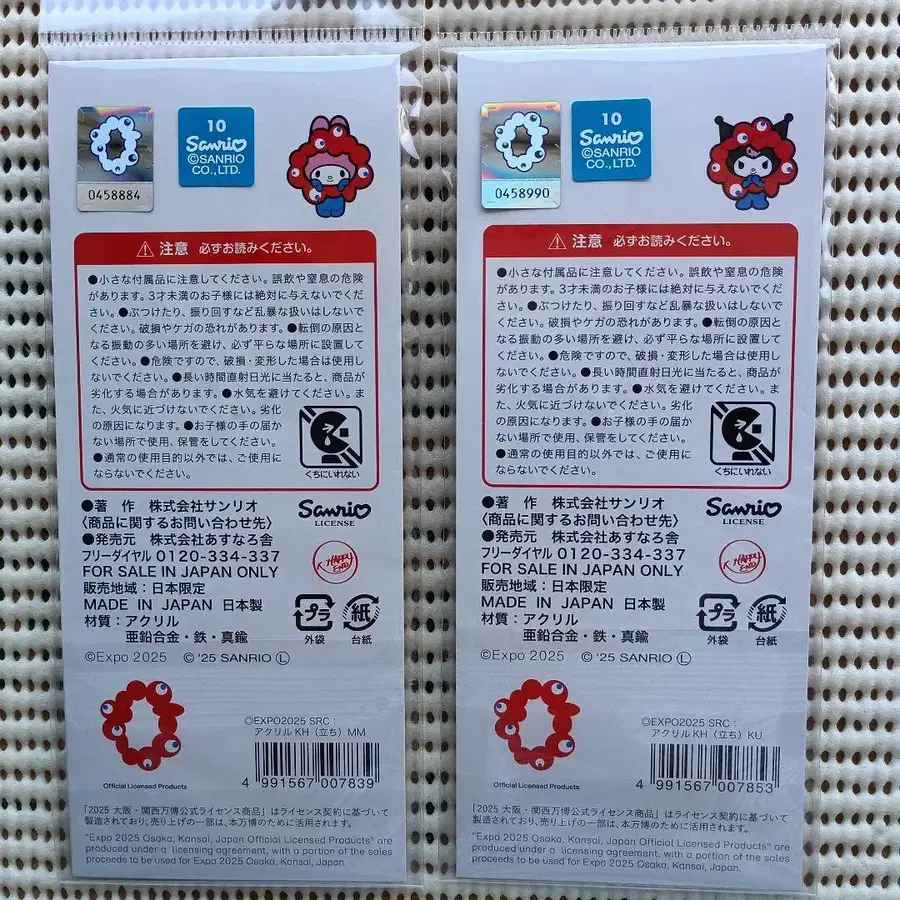 0458884
10
Sanrio
©SANRIO
CO.,LTD.
⚠ 注意 必ずお読みください。
●小さな付属品に注意してください。誤飲や窒息の危険
があります。3才未満のお子様には絶対に与えないでくだ
さい。●ぶつけたり、振り回すなど乱暴な扱いはしないで
ください。破損やケガの恐れがあります。●転倒の原因と
なる振動の多い場所を避け、必ず平らな場所に設置して
ください。●危険ですので、破損・変形した場合は使用し
ないでください。●長い時間直射日光に当たると、商品が
劣化する場合があります。●水気を避けてください。ま
た、火気に近づけないでください。劣化
の原因になります。●お子様の手の届か
ない場所で使用、保管をしてください。
●通常の使用目的以外では、ご使用に
ならないでください。
くちにいれない
●著 作 株式会社サンリオ
〈商品に関するお問い合わせ先〉
●発売元 株式会社あすなろ舎
フリーダイヤル 0120-334-337
FOR SALE IN JAPAN ONLY
販売地域：日本限定
MADE IN JAPAN 日本製
材質：アクリル
亜鉛合金・鉄・真鍮
Sanrio
LICENSE
K HAPPY
END
プラ
外袋
紙
台紙
©Expo 2025 © '25 SANRIO Ⓛ
Official Licensed Products
©EXPO2025 SRC：
アクリルKH（立ち）MM
4 991567 007839
「2025 大阪・関西万博公式ライセンス商品」はライセンス契約に基づいて
製造されており、売り上げの一部は、本万博のために活用されます。
"Expo 2025 Osaka, Kansai, Japan Official Licensed Products" are
produced under a licensing agreement, with a portion of the sales
proceeds to be used for Expo 2025 Osaka, Kansai, Japan.
0458990
10
Sanrio
©SANRIO
CO.,LTD.
⚠ 注意 必ずお読みください。
●小さな付属品に注意してください。誤飲や窒息の危険
があります。3才未満のお子様には絶対に与えないでくだ
さい。●ぶつけたり、振り回すなど乱暴な扱いはしないで
ください。破損やケガの恐れがあります。●転倒の原因と
なる振動の多い場所を避け、必ず平らな場所に設置して
ください。●危険ですので、破損・変形した場合は使用し
ないでください。●長い時間直射日光に当たると、商品が
劣化する場合があります。●水気を避けてください。ま
た、火気に近づけないでください。劣化
の原因になります。●お子様の手の届か
ない場所で使用、保管をしてください。
●通常の使用目的以外では、ご使用に
ならないでください。
くちにいれない
●著 作 株式会社サンリオ
〈商品に関するお問い合わせ先〉
●発売元 株式会社あすなろ舎
フリーダイヤル 0120-334-337
FOR SALE IN JAPAN ONLY
販売地域：日本限定
MADE IN JAPAN 日本製
材質：アクリル
亜鉛合金・鉄・真鍮
Sanrio
LICENSE
K HAPPY
END
プラ
外袋
紙
台紙
©Expo 2025 © '25 SANRIO Ⓛ
Official Licensed Products
©EXPO2025 SRC：
アクリルKH（立ち）KU
4 991567 007853
「2025 大阪・関西万博公式ライセンス商品」はライセンス契約に基づいて
製造されており、売り上げの一部は、本万博のために活用されます。
"Expo 2025 Osaka, Kansai, Japan Official Licensed Products" are
produced under a licensing agreement, with a portion of the sales
proceeds to be used for Expo 2025 Osaka, Kansai, Japan.